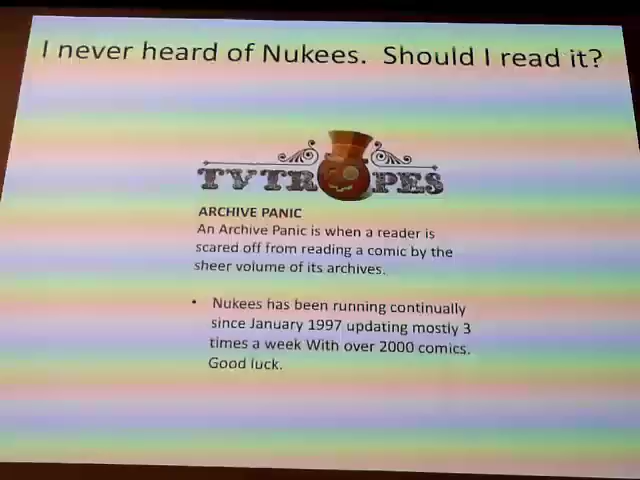 I never heard of Nukees. Should I read it?
TVTROPES
ARCHIVE PANIC
An Archive Panic is when a reader is
scared off from reading a comic by the
sheer volume of its archives.
• Nukees has been running continually
since January 1997 updating mostly 3
times a week With over 2000 comics.
Good luck.